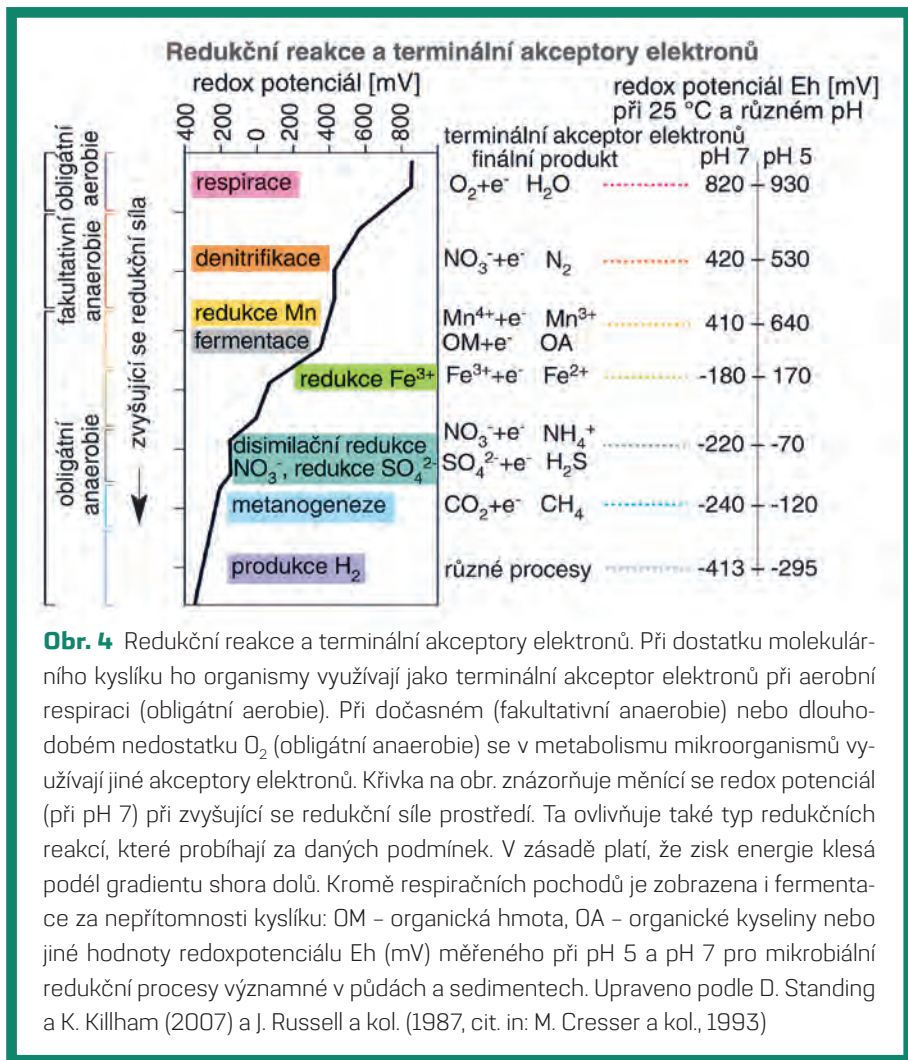 Redukční reakce a terminální akceptory elektronů
redox potenciál [mV]
redox potenciál Eh [mV]
při 25 °C a různém pH
400
200
0
200
400
600
800
terminální akceptor elektronů
finální produkt
pH 7 pH 5
obligátní
aerobie
fakultativní
anaerobie
obligátní
anaerobie
zvyšující se redukční síla
respirace
O₂+e⁻ H₂O
820 930
denitrifikace
NO₃⁻+e⁻ N₂
420 530
redukce Mn
Mn⁴⁺+e⁻ Mn³⁺
410 640
fermentace
OM+e⁻ OA
redukce Fe³⁺
Fe³⁺+e⁻ Fe²⁺
-180 170
disimilační redukce
NO₃⁻, redukce SO₄²⁻
NO₃⁻+e⁻ NH₄⁺
SO₄²⁻+e⁻ H₂S
-220 -70
metanogeneze
CO₂+e⁻ CH₄
-240 -120
produkce H₂
různé procesy
-413 -295
Obr. 4 Redukční reakce a terminální akceptory elektronů. Při dostatku molekulár-
ního kyslíku ho organismy využívají jako terminální akceptor elektronů při aerobní
respiraci (obligátní aerobie). Při dočasném (fakultativní anaerobie) nebo dlouho-
dobém nedostatku O₂ (obligátní anaerobie) se v metabolismu mikroorganismů vy-
užívají jiné akceptory elektronů. Křivka na obr. znázorňuje měnící se redox potenciál
(při pH 7) při zvyšující se redukční síle prostředí. Ta ovlivňuje také typ redukčních
reakcí, které probíhají za daných podmínek. V zásadě platí, že zisk energie klesá
podél gradientu shora dolů. Kromě respiračních pochodů je zobrazena i fermenta-
ce za nepřítomnosti kyslíku: OM – organická hmota, OA – organické kyseliny nebo
jiné hodnoty redoxpotenciálu Eh (mV) měřeného při pH 5 a pH 7 pro mikrobiální
redukční procesy významné v půdách a sedimentech. Upraveno podle D. Standing
a K. Killham (2007) a J. Russell a kol. (1987, cit. in: M. Cresser a kol., 1993)